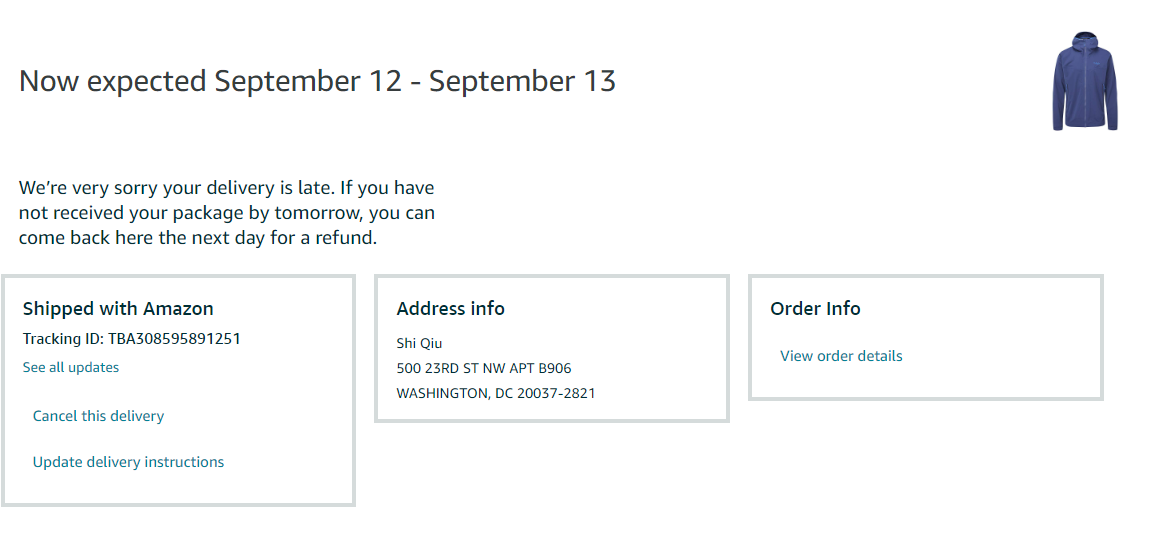 Now expected September 12 - September 13
We’re very sorry your delivery is late. If you have
not received your package by tomorrow, you can
come back here the next day for a refund.
Shipped with Amazon
Tracking ID: TBA308595891251
See all updates
Cancel this delivery
Update delivery instructions
Address info
Shi Qiu
500 23RD ST NW APT B906
WASHINGTON, DC 20037-2821
Order Info
View order details